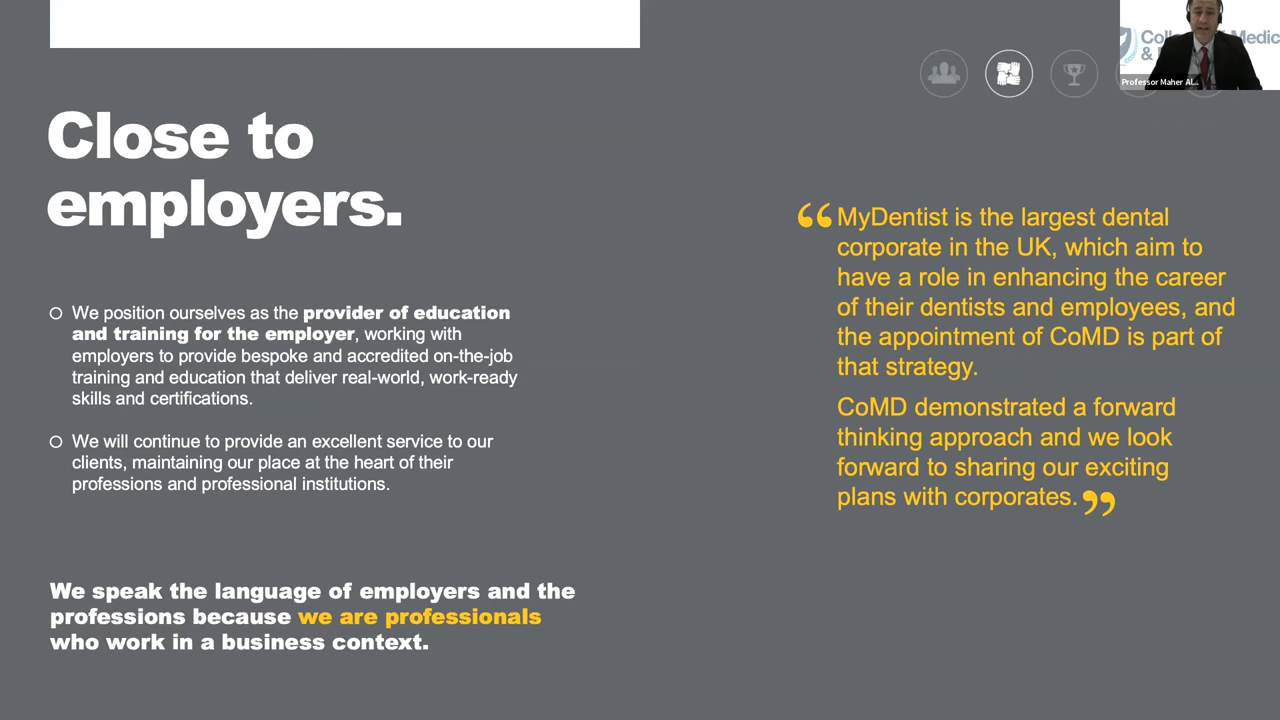 Close to
employers.
We position ourselves as the provider of education
and training for the employer, working with
employers to provide bespoke and accredited on-the-job
training and education that deliver real-world, work-ready
skills and certifications.
We will continue to provide an excellent service to our
clients, maintaining our place at the heart of their
professions and professional institutions.
We speak the language of employers and the
professions because we are professionals
who work in a business context.
“MyDentist is the largest dental
corporate in the UK, which aim to
have a role in enhancing the career
of their dentists and employees, and
the appointment of CoMD is part of
that strategy.
CoMD demonstrated a forward
thinking approach and we look
forward to sharing our exciting
plans with corporates.”
Medic
&
Professor Maher Al...